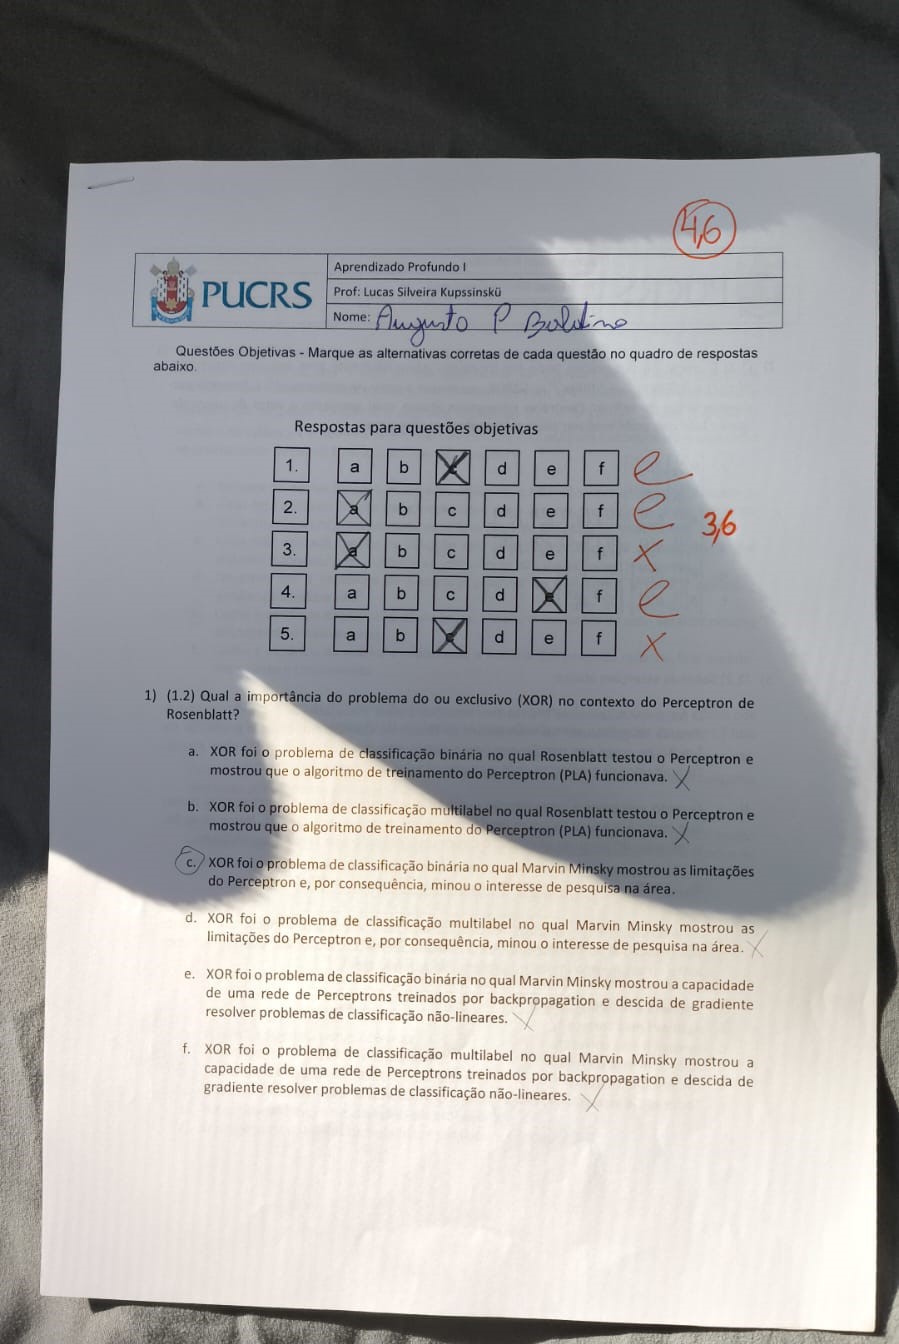 4,6
PUCRS
Aprendizado Profundo I
Prof: Lucas Silveira Kupssinskü
Nome: Augusto P Baldino
Questões Objetivas - Marque as alternativas corretas de cada questão no quadro de respostas
abaixo.
Respostas para questões objetivas
1. a b c d e f e
2. a b c d e f e
3,6
3. a b c d e f x
4. a b c d e f e
5. a b c d e f x
1) (1.2) Qual a importância do problema do ou exclusivo (XOR) no contexto do Perceptron de
Rosenblatt?
a. XOR foi o problema de classificação binária no qual Rosenblatt testou o Perceptron e
mostrou que o algoritmo de treinamento do Perceptron (PLA) funcionava.
b. XOR foi o problema de classificação multilabel no qual Rosenblatt testou o Perceptron e
mostrou que o algoritmo de treinamento do Perceptron (PLA) funcionava.
c. XOR foi o problema de classificação binária no qual Marvin Minsky mostrou as limitações
do Perceptron e, por consequência, minou o interesse de pesquisa na área.
d. XOR foi o problema de classificação multilabel no qual Marvin Minsky mostrou as
limitações do Perceptron e, por consequência, minou o interesse de pesquisa na área.
e. XOR foi o problema de classificação binária no qual Marvin Minsky mostrou a capacidade
de uma rede de Perceptrons treinados por backpropagation e descida de gradiente
resolver problemas de classificação não-lineares.
f. XOR foi o problema de classificação multilabel no qual Marvin Minsky mostrou a
capacidade de uma rede de Perceptrons treinados por backpropagation e descida de
gradiente resolver problemas de classificação não-lineares.